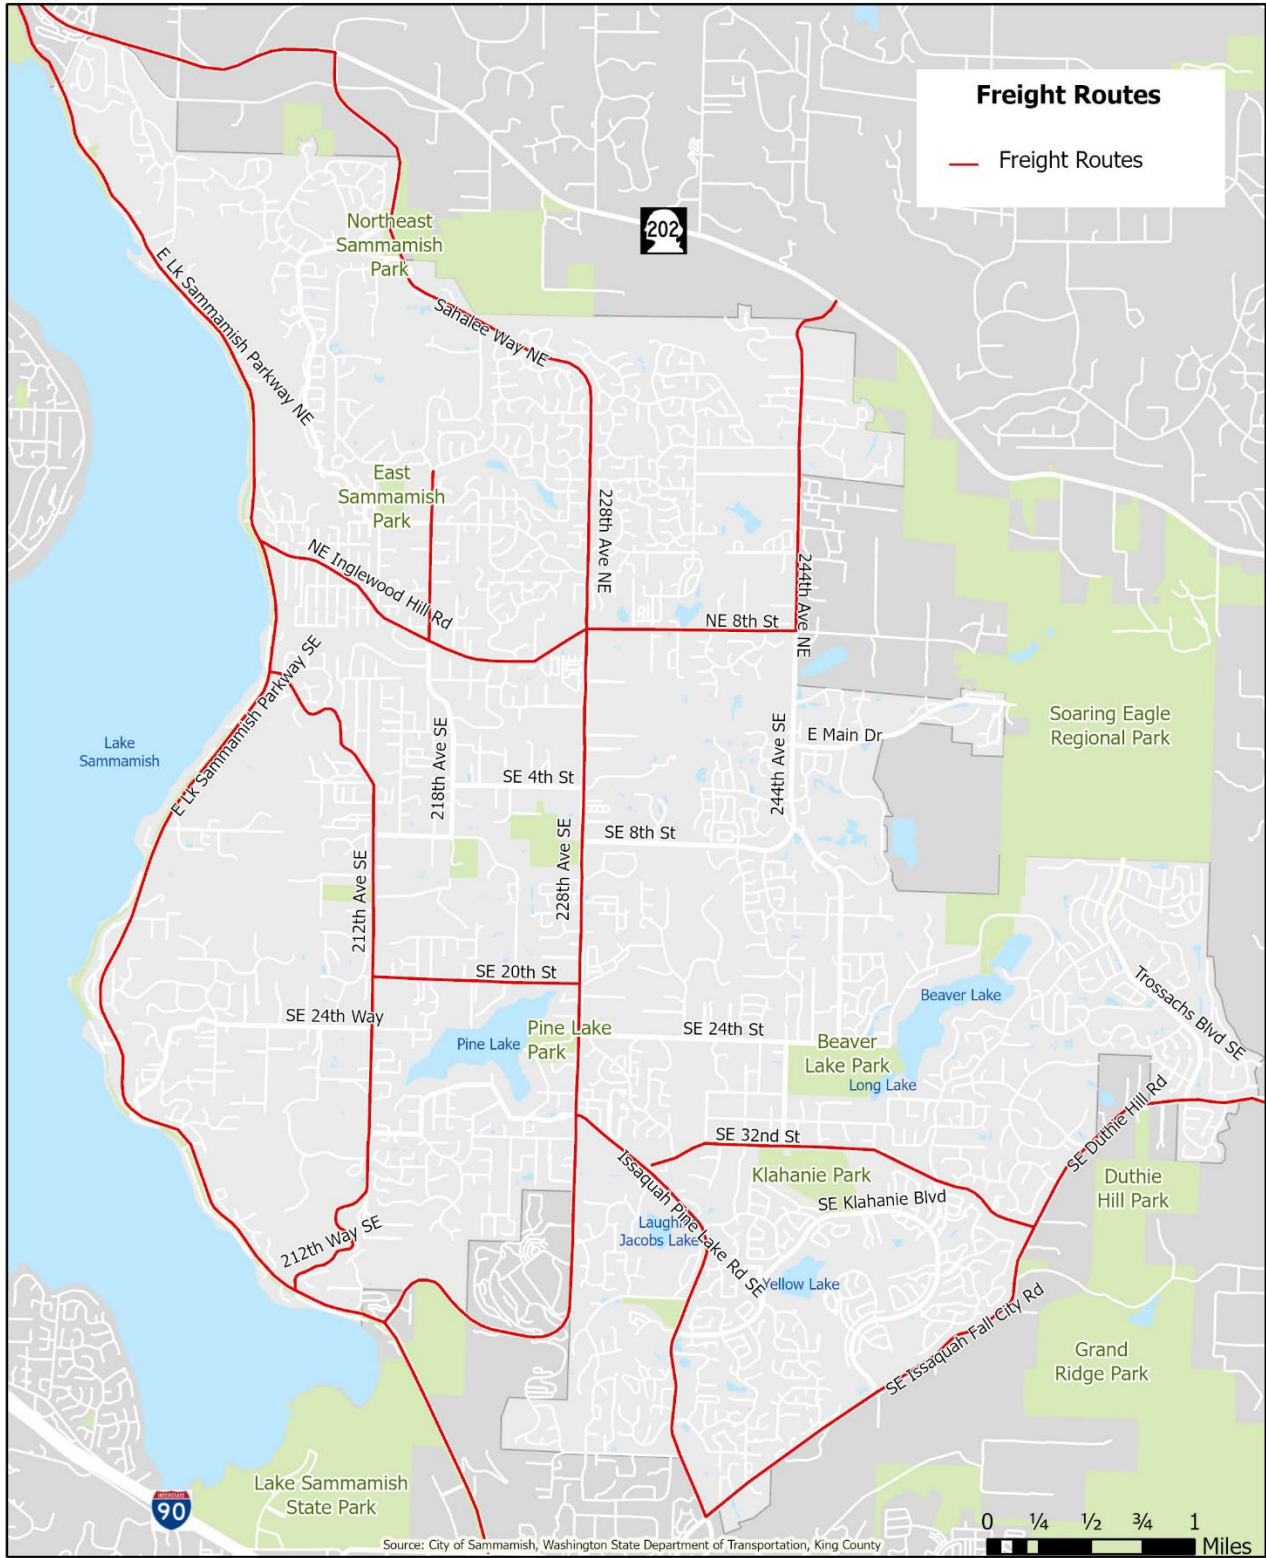 Freight Routes
Freight Routes
202
Northeast
Sammamish
Park
E Lk Sammamish Parkway NE
Sahalee Way NE
East
Sammamish
Park
228th Ave NE
NE Inglewood Hill Rd
244th Ave NE
NE 8th St
E Lk Sammamish Parkway SE
Soaring Eagle
Regional Park
E Main Dr
Lake
Sammamish
218th Ave SE
244th Ave SE
SE 4th St
SE 8th St
228th Ave SE
212th Ave SE
SE 20th St
Beaver Lake
Trossachs Blvd SE
SE 24th Way
Pine Lake
Pine Lake
Park
SE 24th St
Beaver
Lake Park
Long Lake
SE Duthie Hill Rd
SE 32nd St
Issaquah Pine Lake Rd SE
Klahanie Park
Duthie
Hill Park
SE Klahanie Blvd
212th Way SE
Laughing
Jacobs Lake
Yellow Lake
SE Issaquah Fall City Rd
Grand
Ridge Park
Lake Sammamish
State Park
INTERSTATE
90
0 ¼ ½ ¾ 1
Miles
Source: City of Sammamish, Washington State Department of Transportation, King County